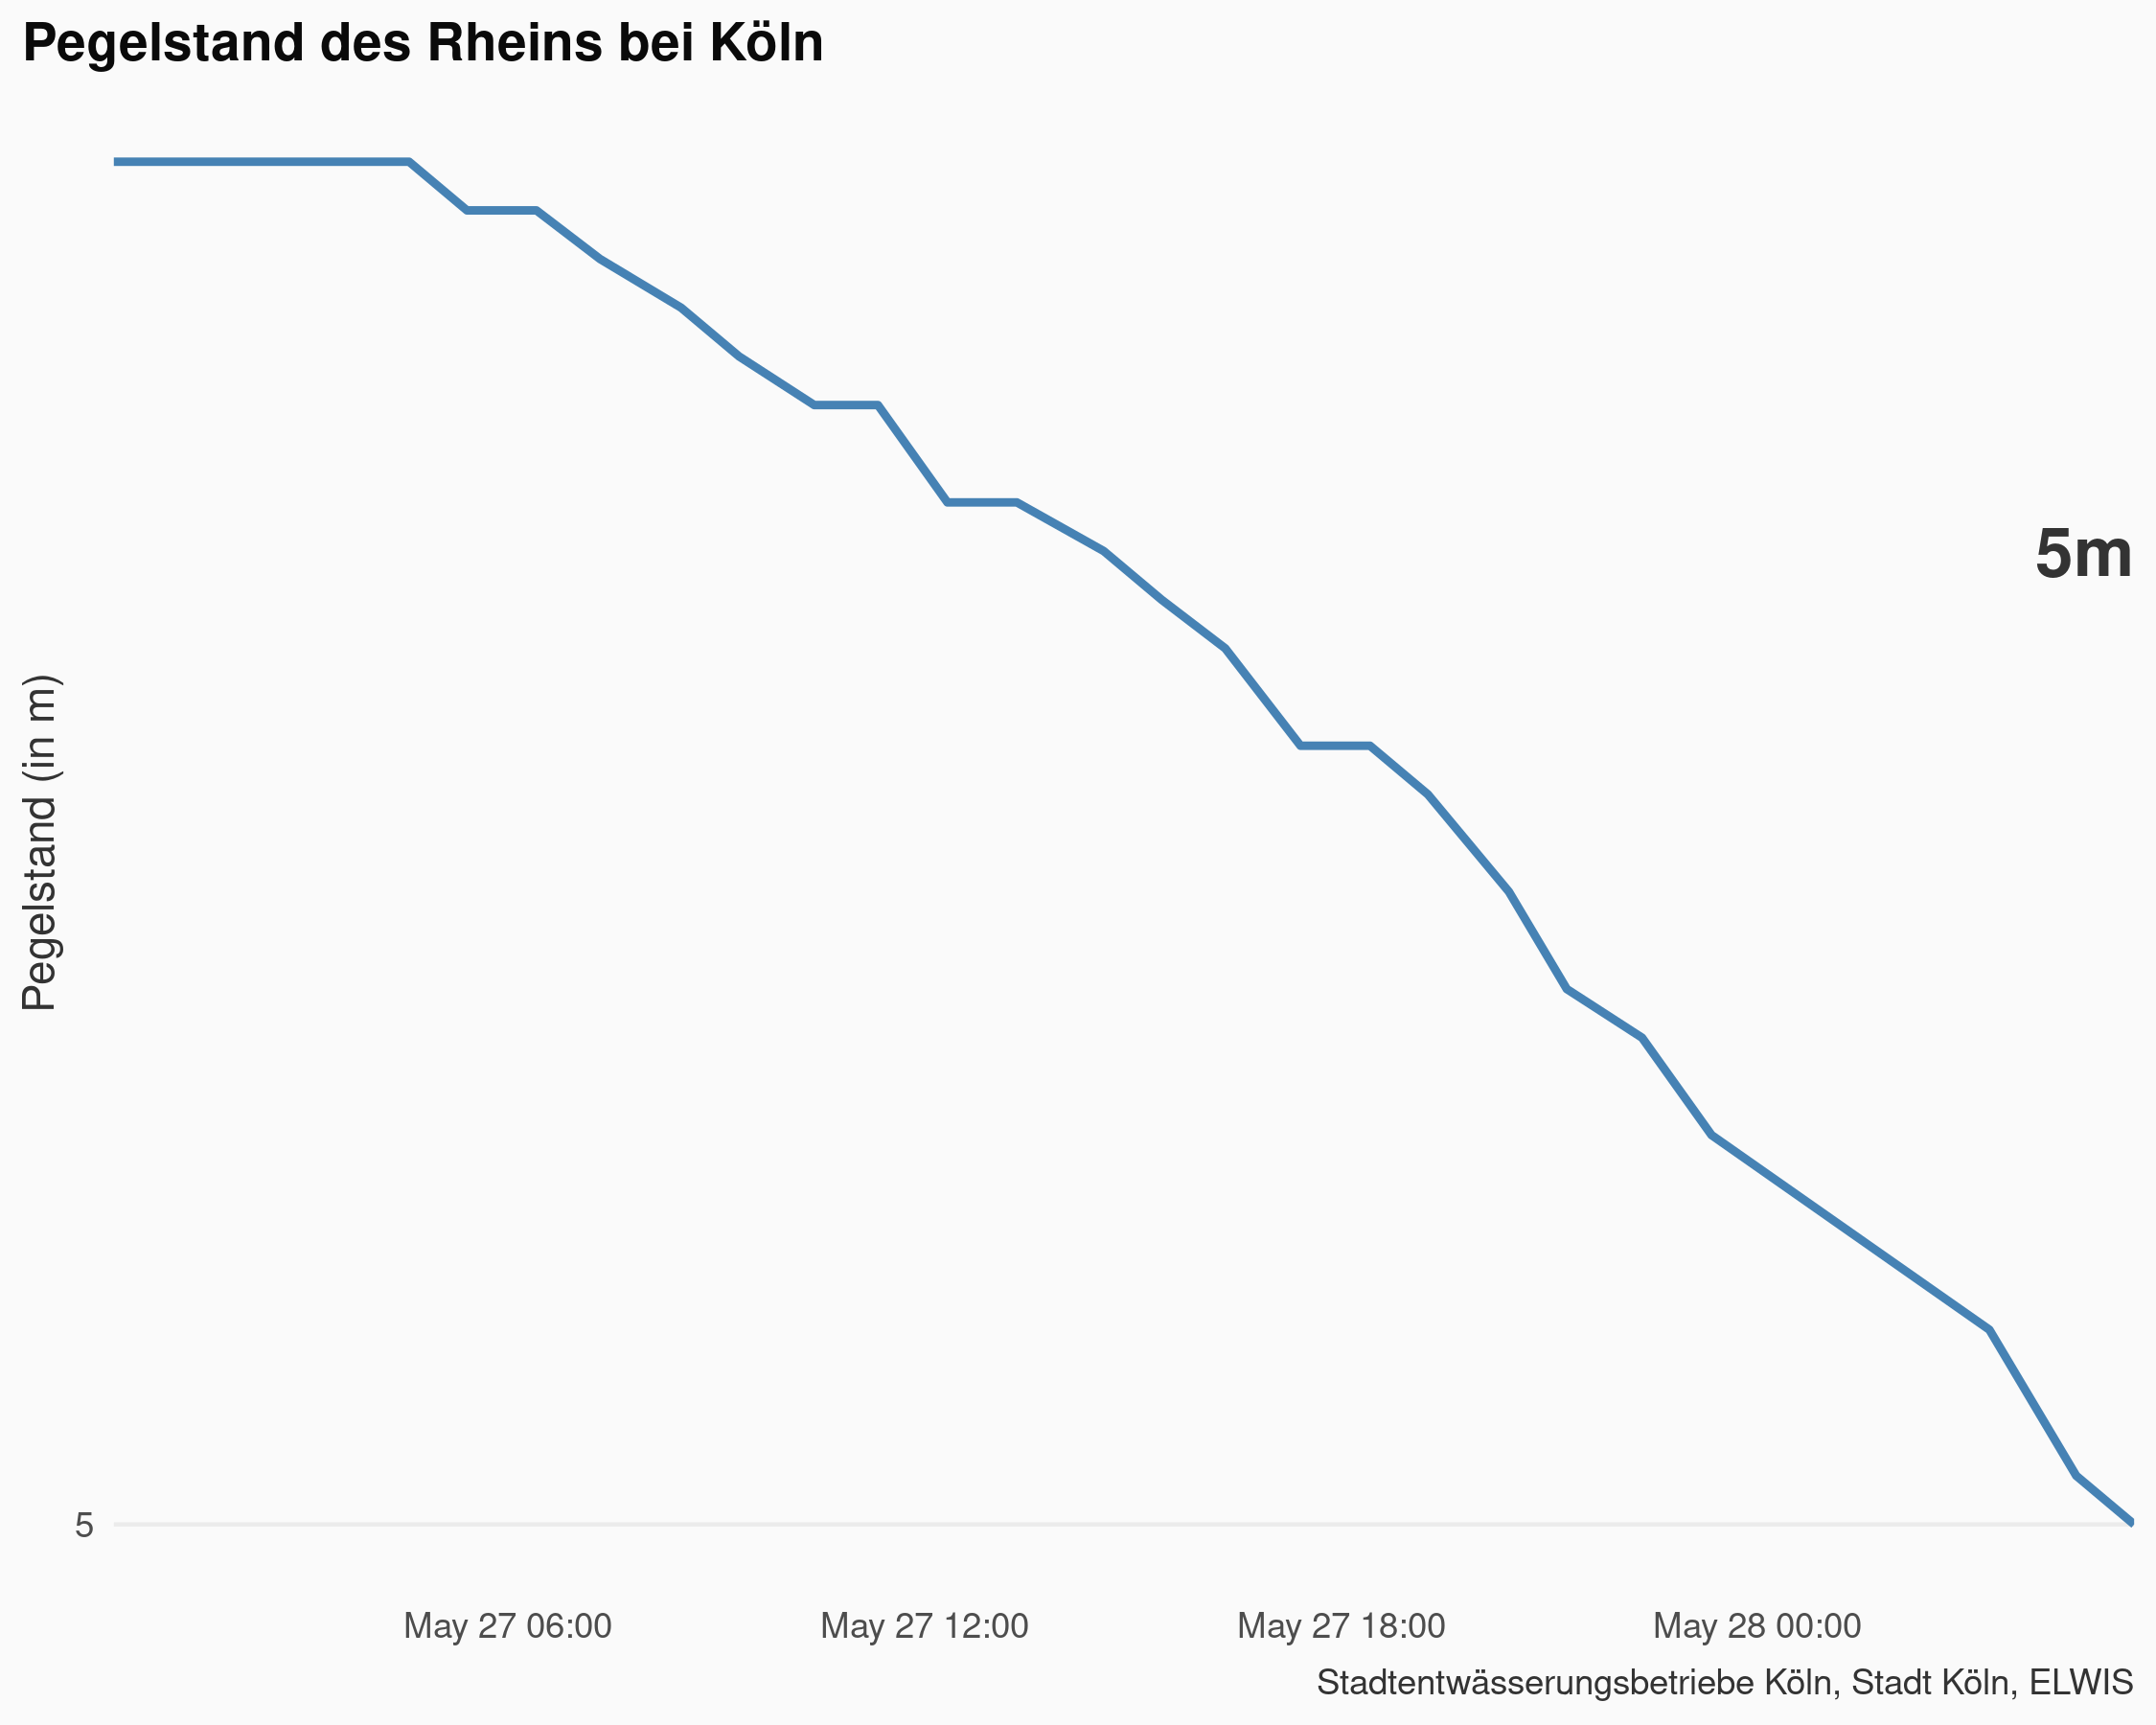 Pegelstand des Rheins bei Köln
5m
Pegelstand (in m)
5
May 27 06:00
May 27 12:00
May 27 18:00
May 28 00:00
Stadtentwässerungsbetriebe Köln, Stadt Köln, ELWIS